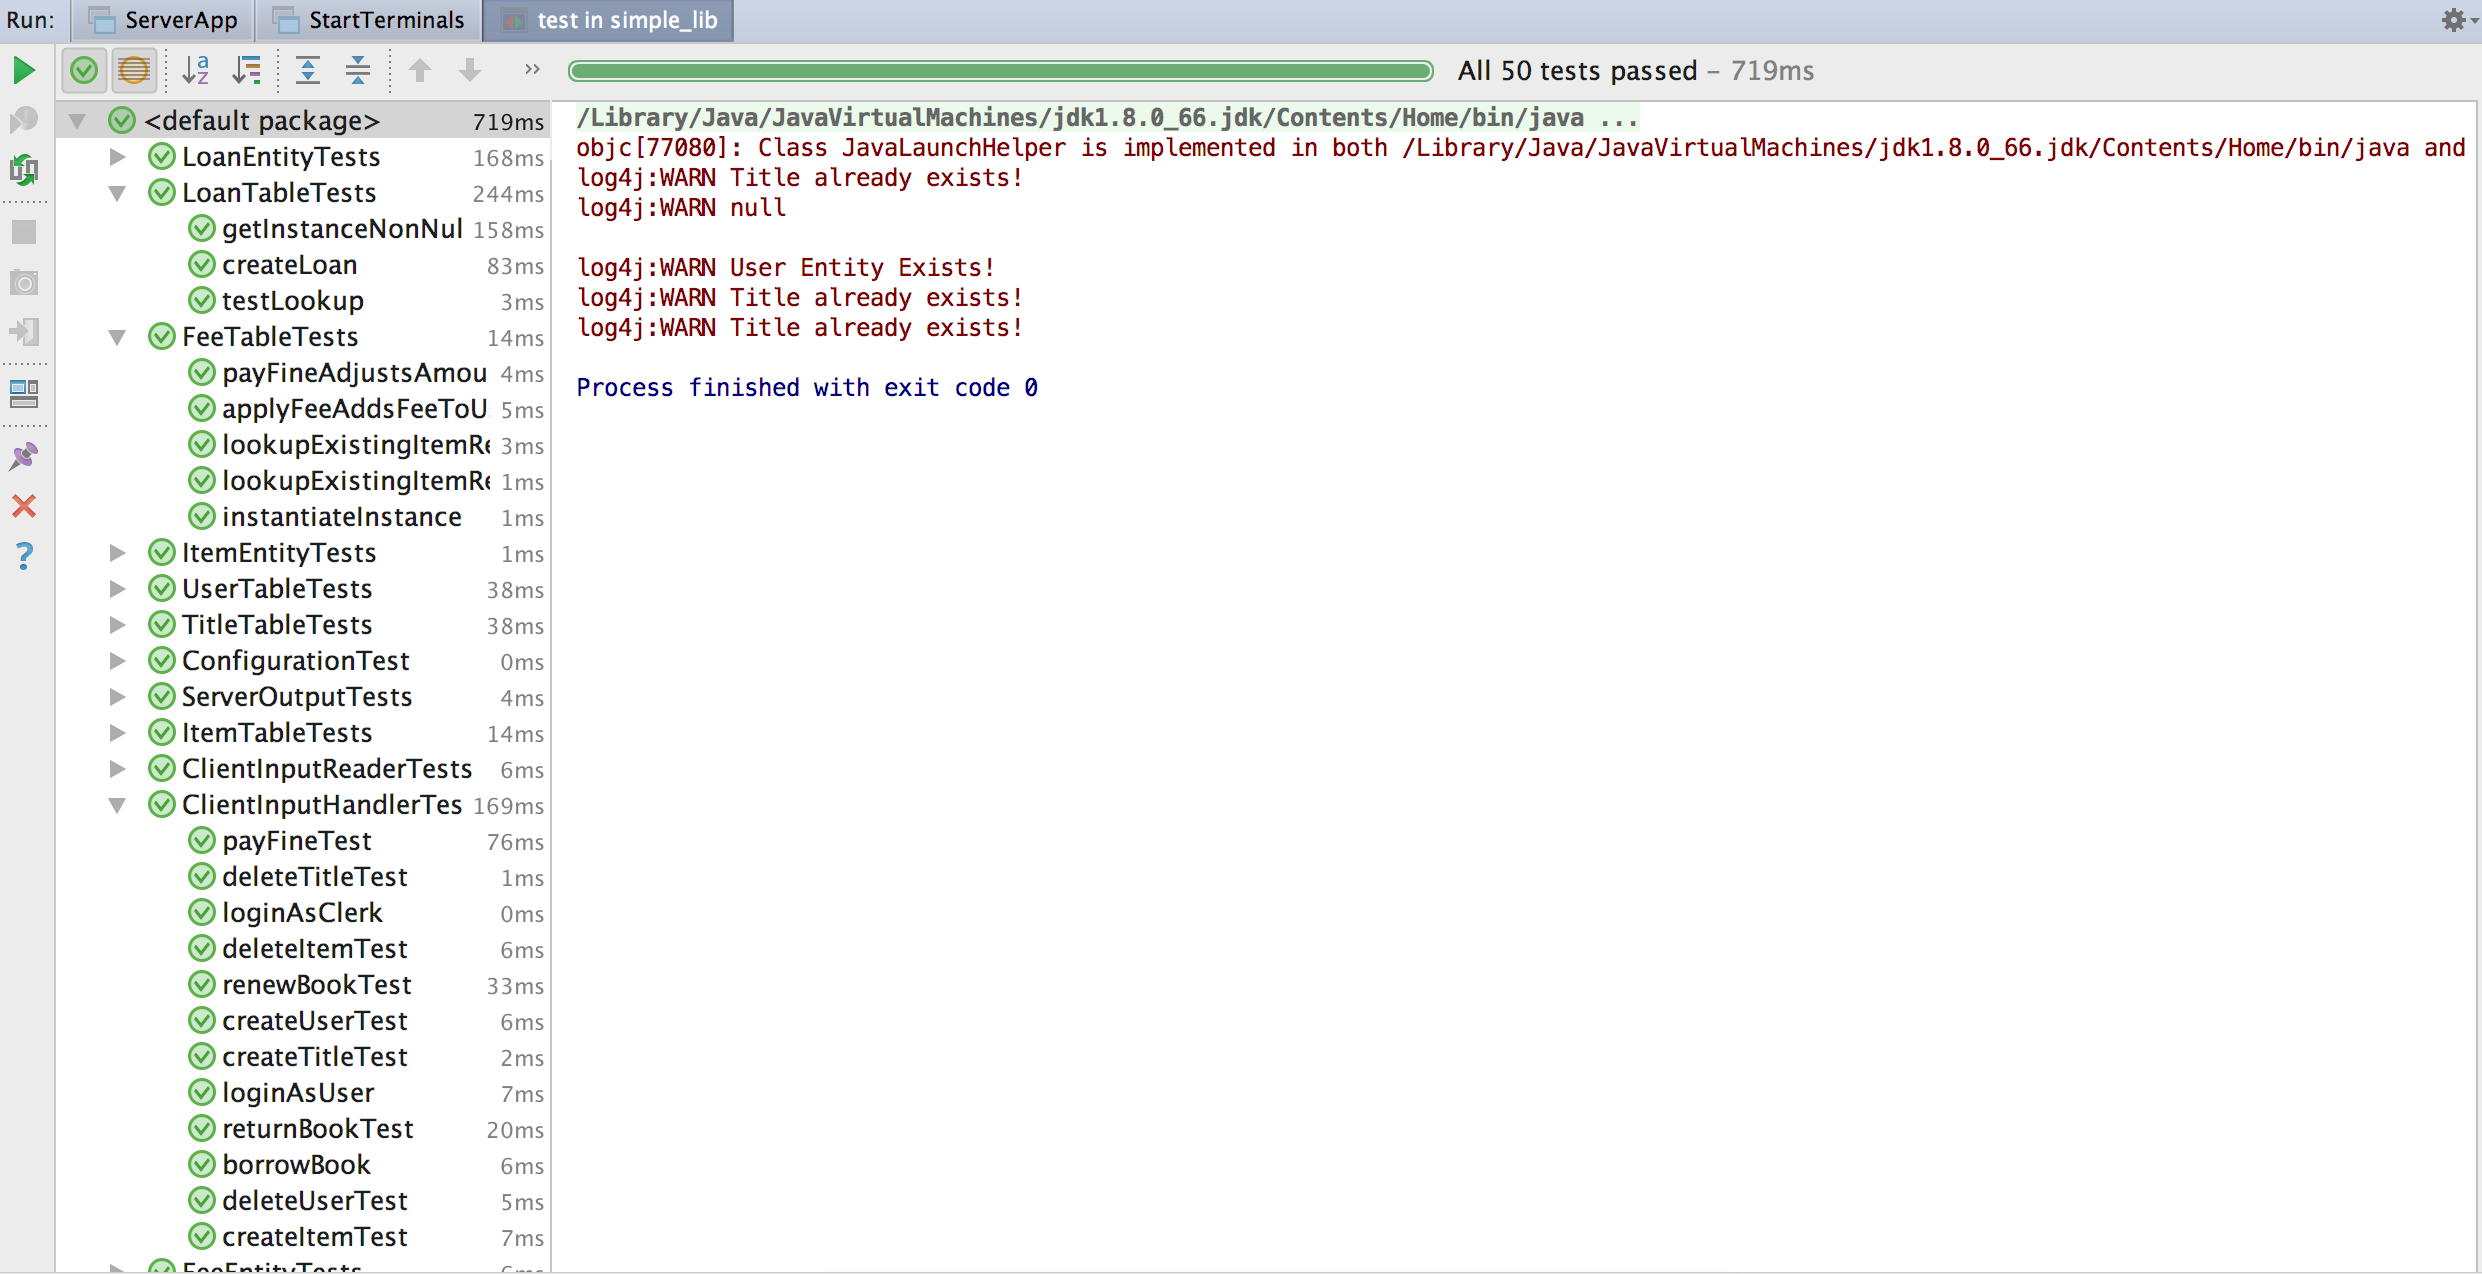 Run: ServerApp StartTerminals test in simple_lib
All 50 tests passed – 719ms
<default package> 719ms
LoanEntityTests 168ms
LoanTableTests 244ms
getInstanceNonNul 158ms
createLoan 83ms
testLookup 3ms
FeeTableTests 14ms
payFineAdjustsAmou 4ms
applyFeeAddsFeeToU 5ms
lookupExistingItemRe 3ms
lookupExistingItemRe 1ms
instantiateInstance 1ms
ItemEntityTests 1ms
UserTableTests 38ms
TitleTableTests 38ms
ConfigurationTest 0ms
ServerOutputTests 4ms
ItemTableTests 14ms
ClientInputReaderTests 6ms
ClientInputHandlerTes 169ms
payFineTest 76ms
deleteTitleTest 1ms
loginAsClerk 0ms
deleteItemTest 6ms
renewBookTest 33ms
createUserTest 6ms
createTitleTest 2ms
loginAsUser 7ms
returnBookTest 20ms
borrowBook 6ms
deleteUserTest 5ms
createItemTest 7ms
FeeEntityTests 6ms
/Library/Java/JavaVirtualMachines/jdk1.8.0_66.jdk/Contents/Home/bin/java ...
objc[77080]: Class JavaLaunchHelper is implemented in both /Library/Java/JavaVirtualMachines/jdk1.8.0_66.jdk/Contents/Home/bin/java and
log4j:WARN Title already exists!
log4j:WARN null
log4j:WARN User Entity Exists!
log4j:WARN Title already exists!
log4j:WARN Title already exists!
Process finished with exit code 0